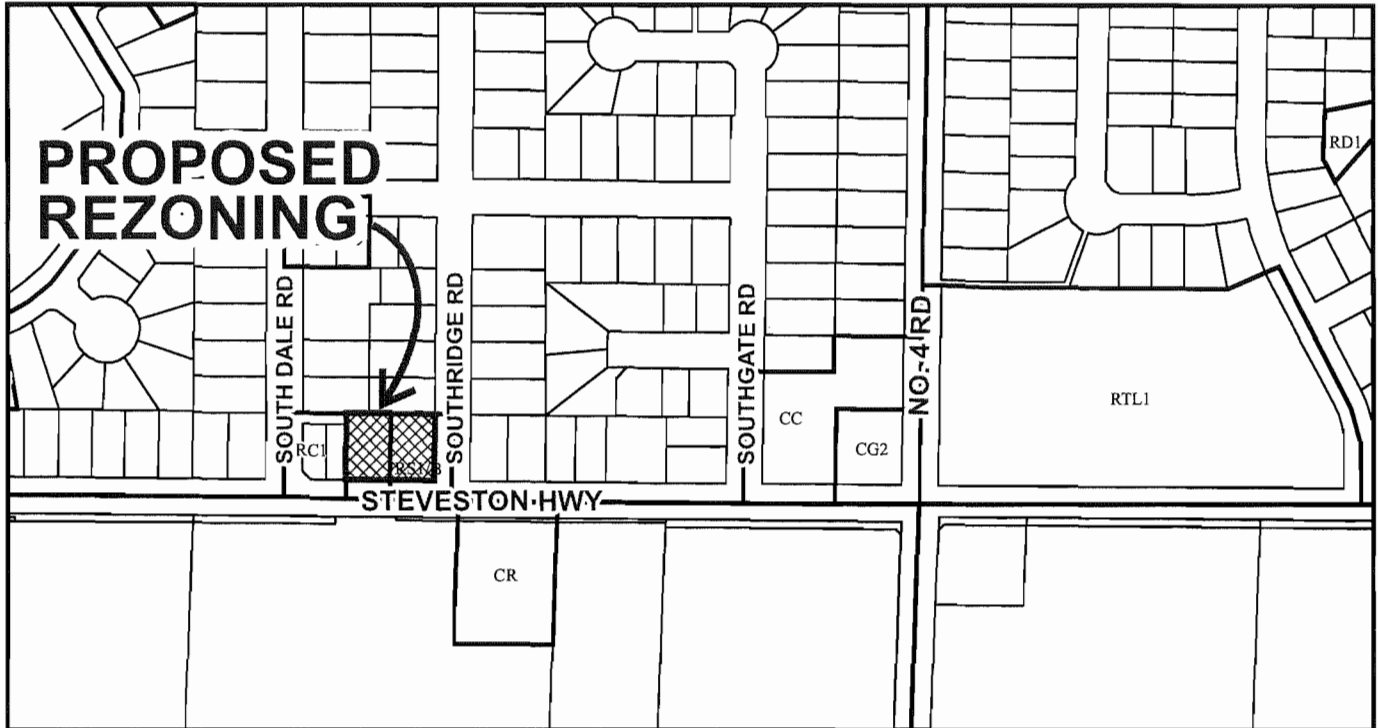 PROPOSED
REZONING
RD1
SOUTH DALE RD
SOUTHRIDGE RD
SOUTHGATE RD
NO. 4 RD
RC1
CC
CG2
RTL1
STEVESTON HWY
CR